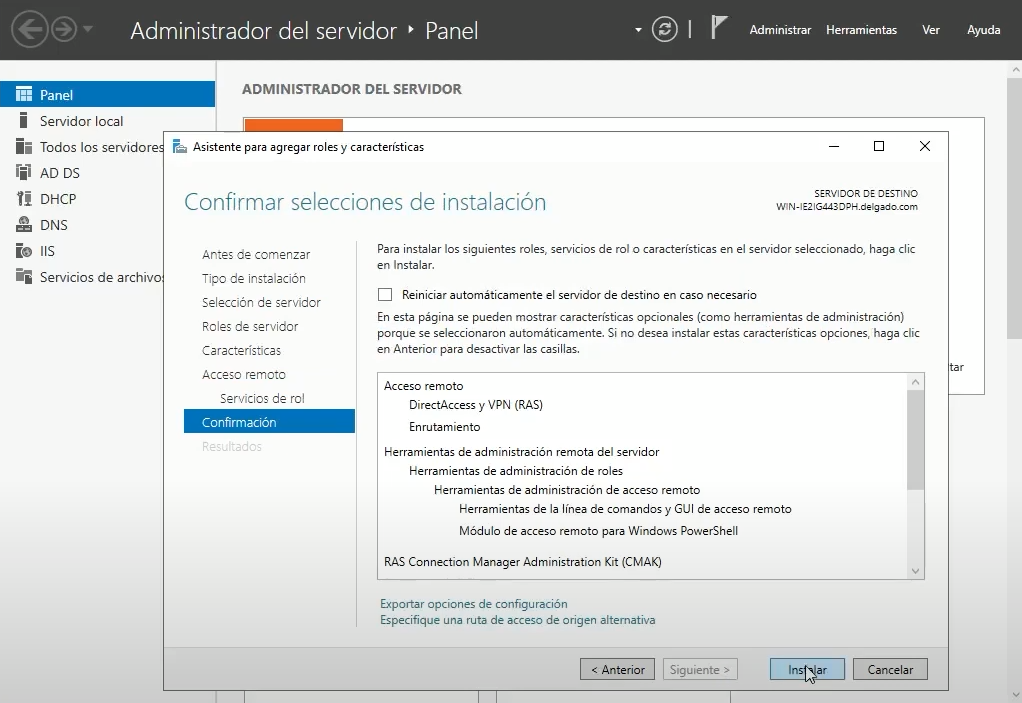 Administrador del servidor ‣ Panel
Administrar Herramientas Ver Ayuda
Panel
Servidor local
Todos los servidores
AD DS
DHCP
DNS
IIS
Servicios de archivos
ADMINISTRADOR DEL SERVIDOR
Asistente para agregar roles y características
Confirmar selecciones de instalación
SERVIDOR DE DESTINO
WIN-IE2IG443DPH.delgado.com
Antes de comenzar
Tipo de instalación
Selección de servidor
Roles de servidor
Características
Acceso remoto
Servicios de rol
Confirmación
Resultados
Para instalar los siguientes roles, servicios de rol o características en el servidor seleccionado, haga clic
en Instalar.
Reiniciar automáticamente el servidor de destino en caso necesario
En esta página se pueden mostrar características opcionales (como herramientas de administración)
porque se seleccionaron automáticamente. Si no desea instalar estas características opciones, haga clic
en Anterior para desactivar las casillas.
Acceso remoto
DirectAccess y VPN (RAS)
Enrutamiento
Herramientas de administración remota del servidor
Herramientas de administración de roles
Herramientas de administración de acceso remoto
Herramientas de la línea de comandos y GUI de acceso remoto
Módulo de acceso remoto para Windows PowerShell
RAS Connection Manager Administration Kit (CMAK)
Exportar opciones de configuración
Especifique una ruta de acceso de origen alternativa
tar
< Anterior Siguiente > Instalar Cancelar